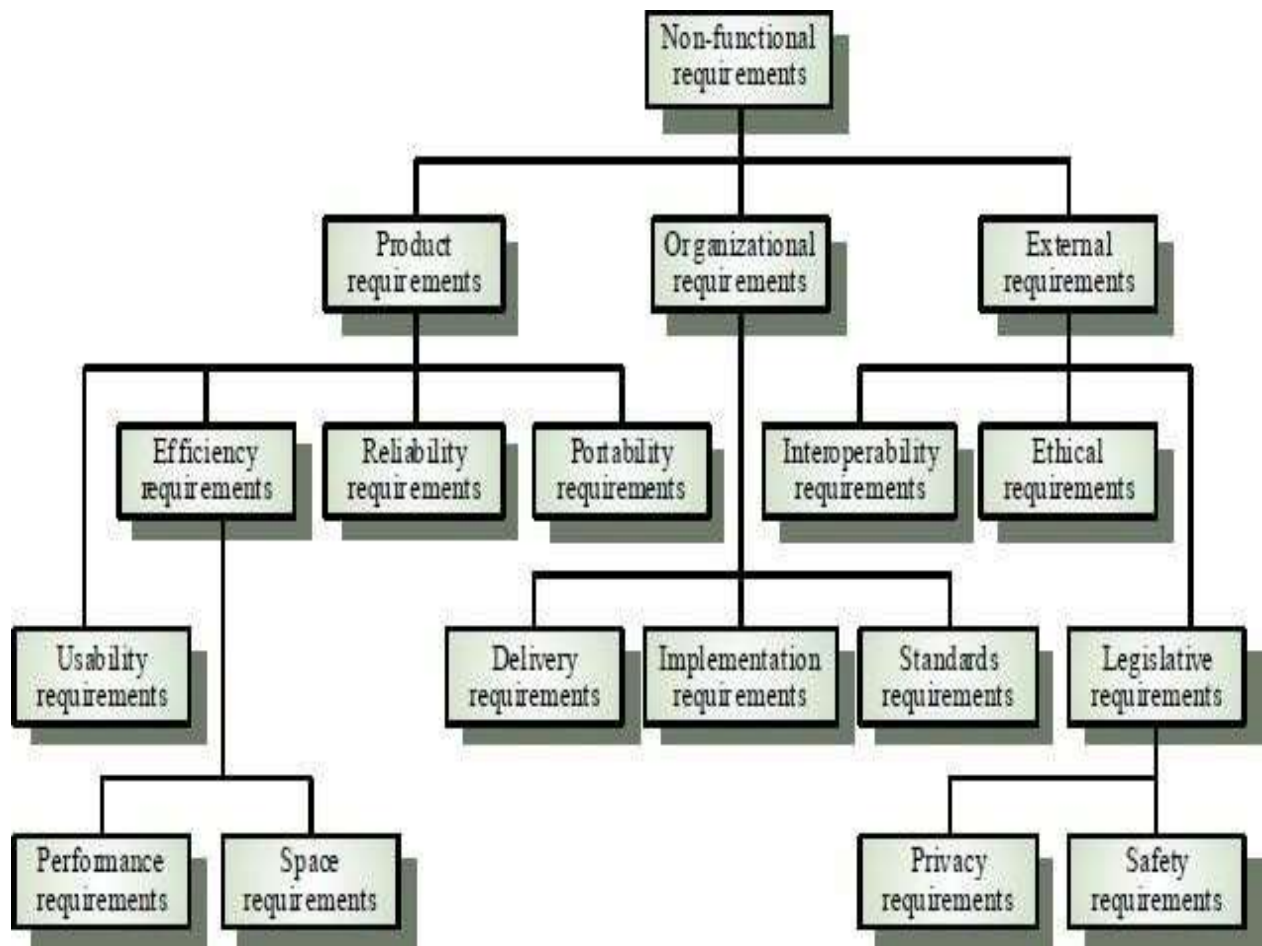 Non-functional
requirements
Product
requirements
Organizational
requirements
External
requirements
Efficiency
requirements
Reliability
requirements
Portability
requirements
Interoperability
requirements
Ethical
requirements
Usability
requirements
Delivery
requirements
Implementation
requirements
Standards
requirements
Legislative
requirements
Performance
requirements
Space
requirements
Privacy
requirements
Safety
requirements